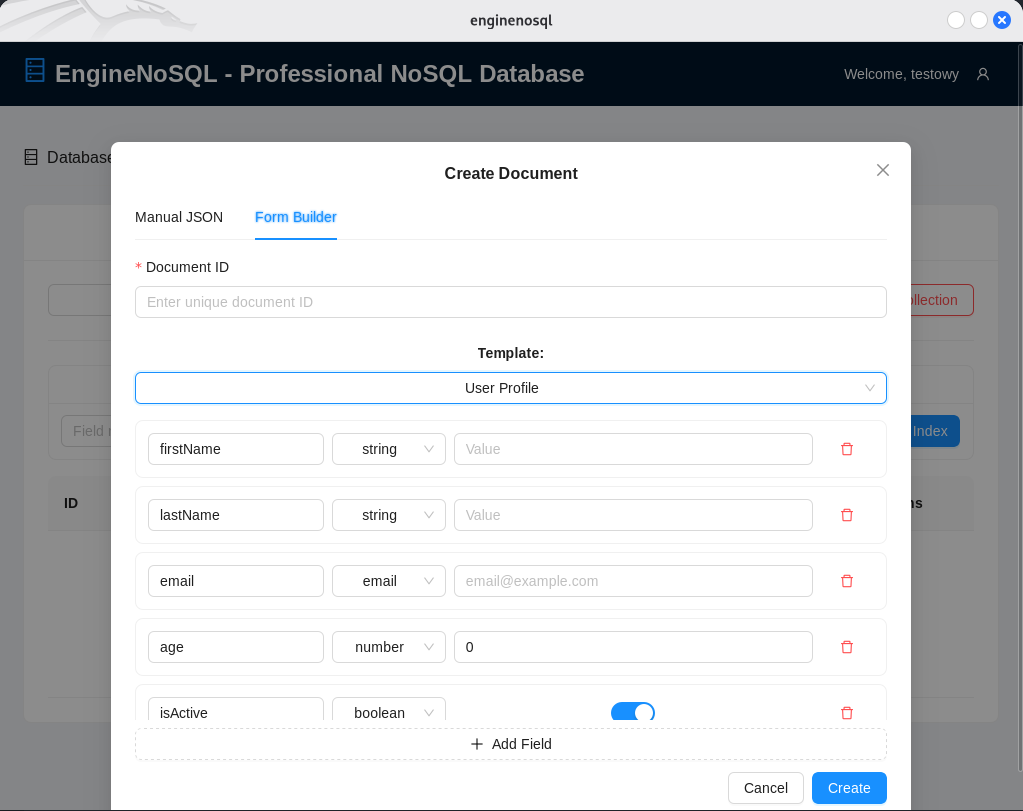 enginenosql
EngineNoSQL - Professional NoSQL Database
Welcome, testowy
Database
Create Document
Manual JSON
Form Builder
* Document ID
Enter unique document ID
ollection
Template:
User Profile
firstName
string
Value
Field
Index
lastName
string
Value
ID
ns
email
email
email@example.com
age
number
0
isActive
boolean
Add Field
Cancel
Create